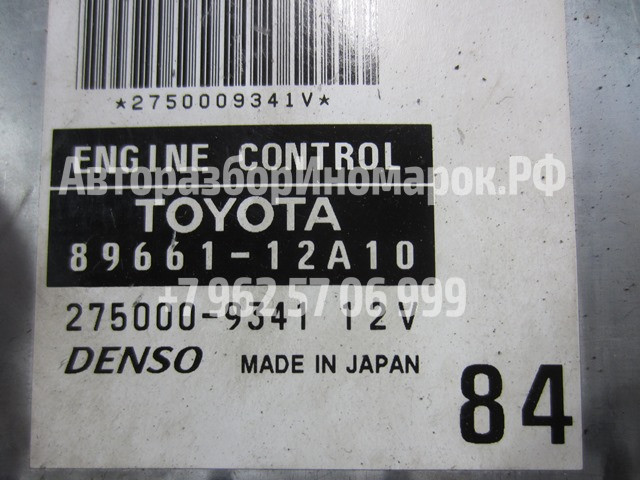 *2750009341V*
ENGINE CONTROL
АвторазборИномарок.РФ
TOYOTA
89661-12A10
+7 962 57 06 999
275000-9341 12V
DENSO MADE IN JAPAN
84